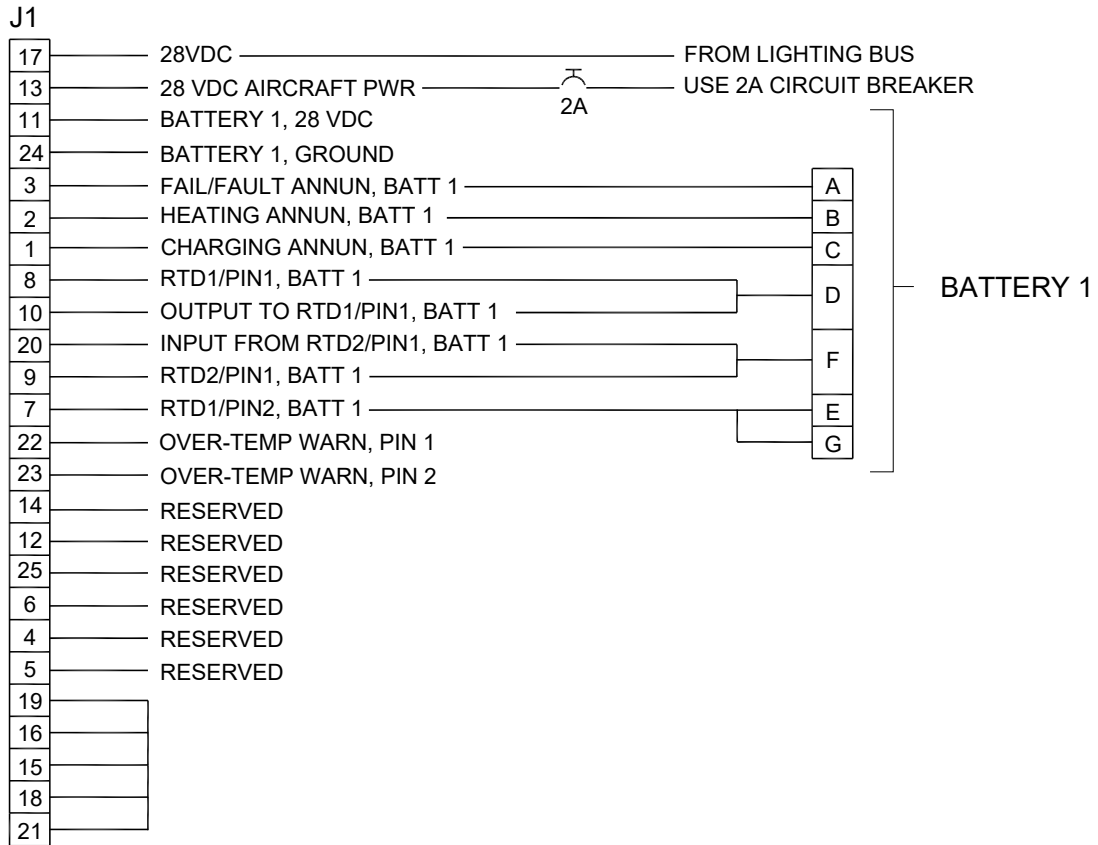 J1
17 28VDC FROM LIGHTING BUS
13 28 VDC AIRCRAFT PWR 2A USE 2A CIRCUIT BREAKER
11 BATTERY 1, 28 VDC
24 BATTERY 1, GROUND
3 FAIL/FAULT ANNUN, BATT 1 A
2 HEATING ANNUN, BATT 1 B
1 CHARGING ANNUN, BATT 1 C
8 RTD1/PIN1, BATT 1
D
BATTERY 1
10 OUTPUT TO RTD1/PIN1, BATT 1
20 INPUT FROM RTD2/PIN1, BATT 1
F
9 RTD2/PIN1, BATT 1
7 RTD1/PIN2, BATT 1 E
22 OVER-TEMP WARN, PIN 1 G
23 OVER-TEMP WARN, PIN 2
14 RESERVED
12 RESERVED
25 RESERVED
6 RESERVED
4 RESERVED
5 RESERVED
19
16
15
18
21